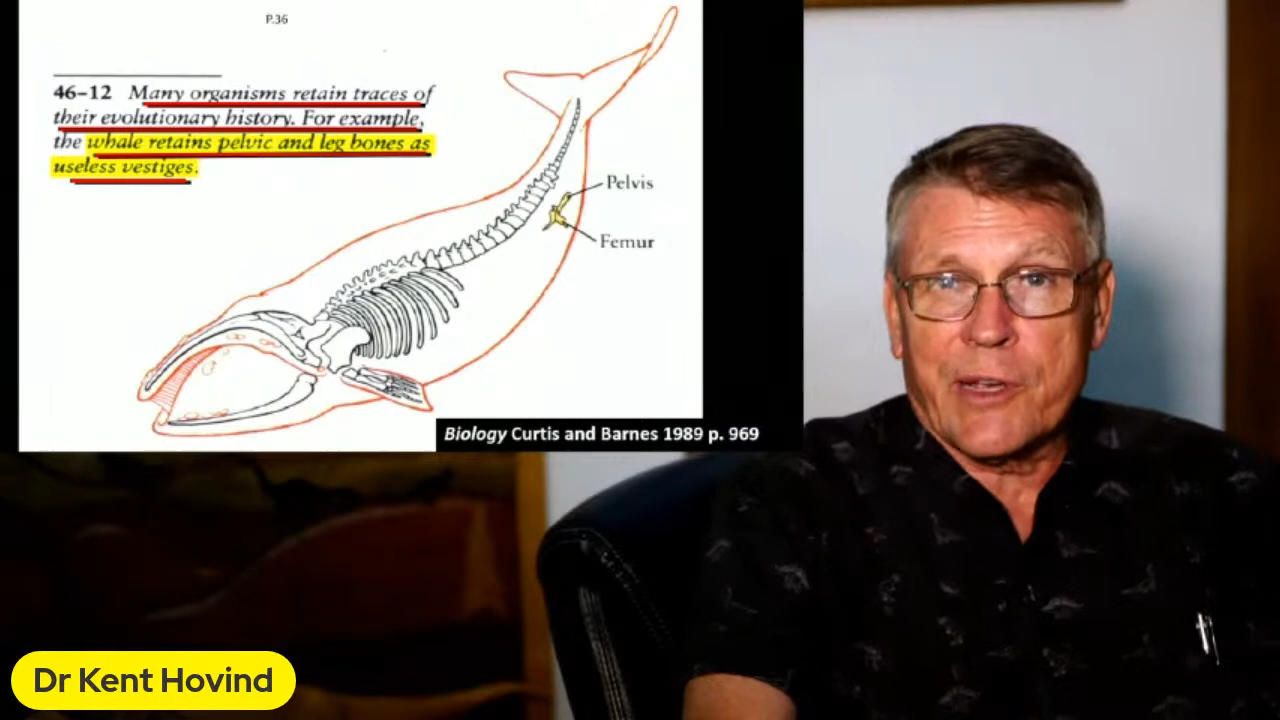 P.36
46–12 Many organisms retain traces of
their evolutionary history. For example,
the whale retains pelvic and leg bones as
useless vestiges.
Pelvis
Femur
Biology Curtis and Barnes 1989 p. 969
Dr Kent Hovind